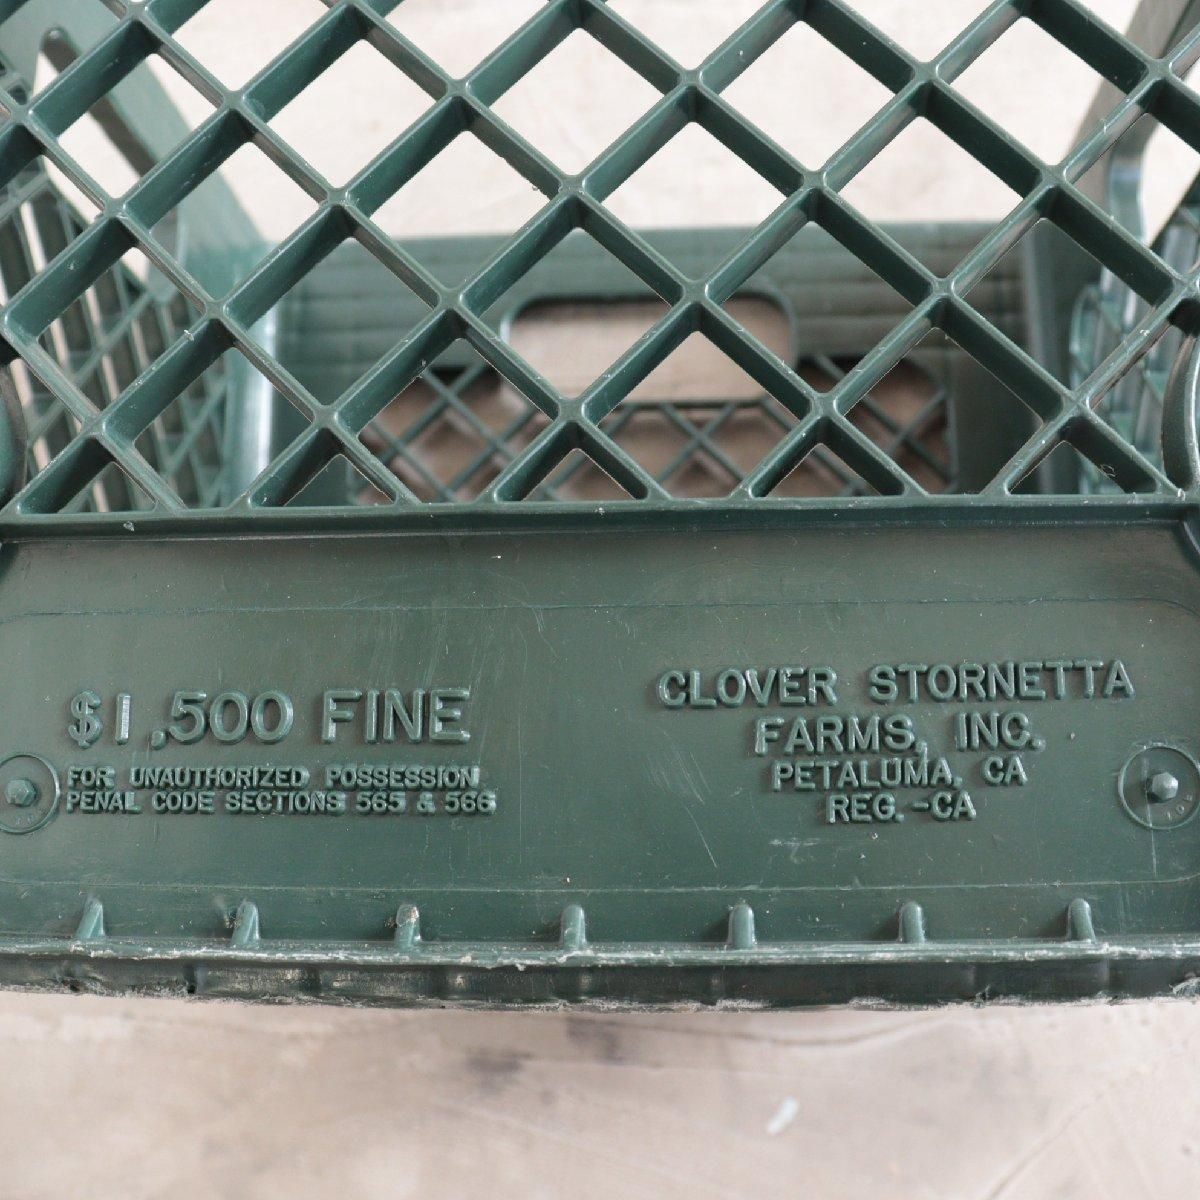 $1,500 FINE
FOR UNAUTHORIZED POSSESSION
PENAL CODE SECTIONS 565 & 566
CLOVER STORNETTA
FARMS, INC.
PETALUMA, CA
REG.-CA